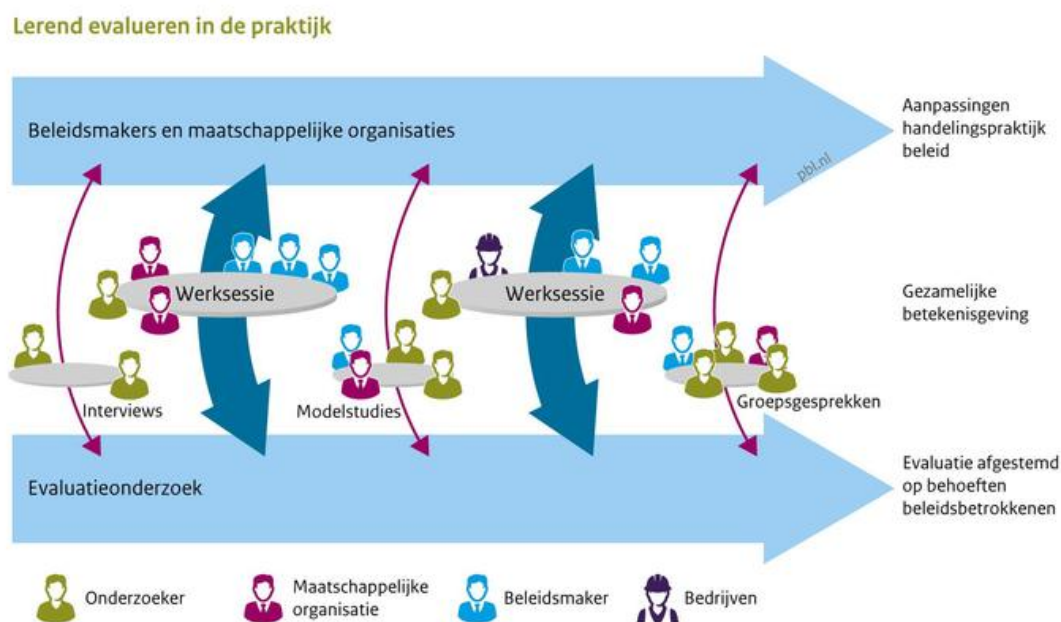 Lerend evalueren in de praktijk
Beleidsmakers en maatschappelijke organisaties
Aanpassingen
handelingspraktijk
beleid
pbl.nl
Werksessie
Werksessie
Gezamelijke
betekenisgeving
Interviews
Modelstudies
Groepsgesprekken
Evaluatieonderzoek
Evaluatie afgestemd
op behoeften
beleidsbetrokkenen
Onderzoeker
Maatschappelijke
organisatie
Beleidsmaker
Bedrijven